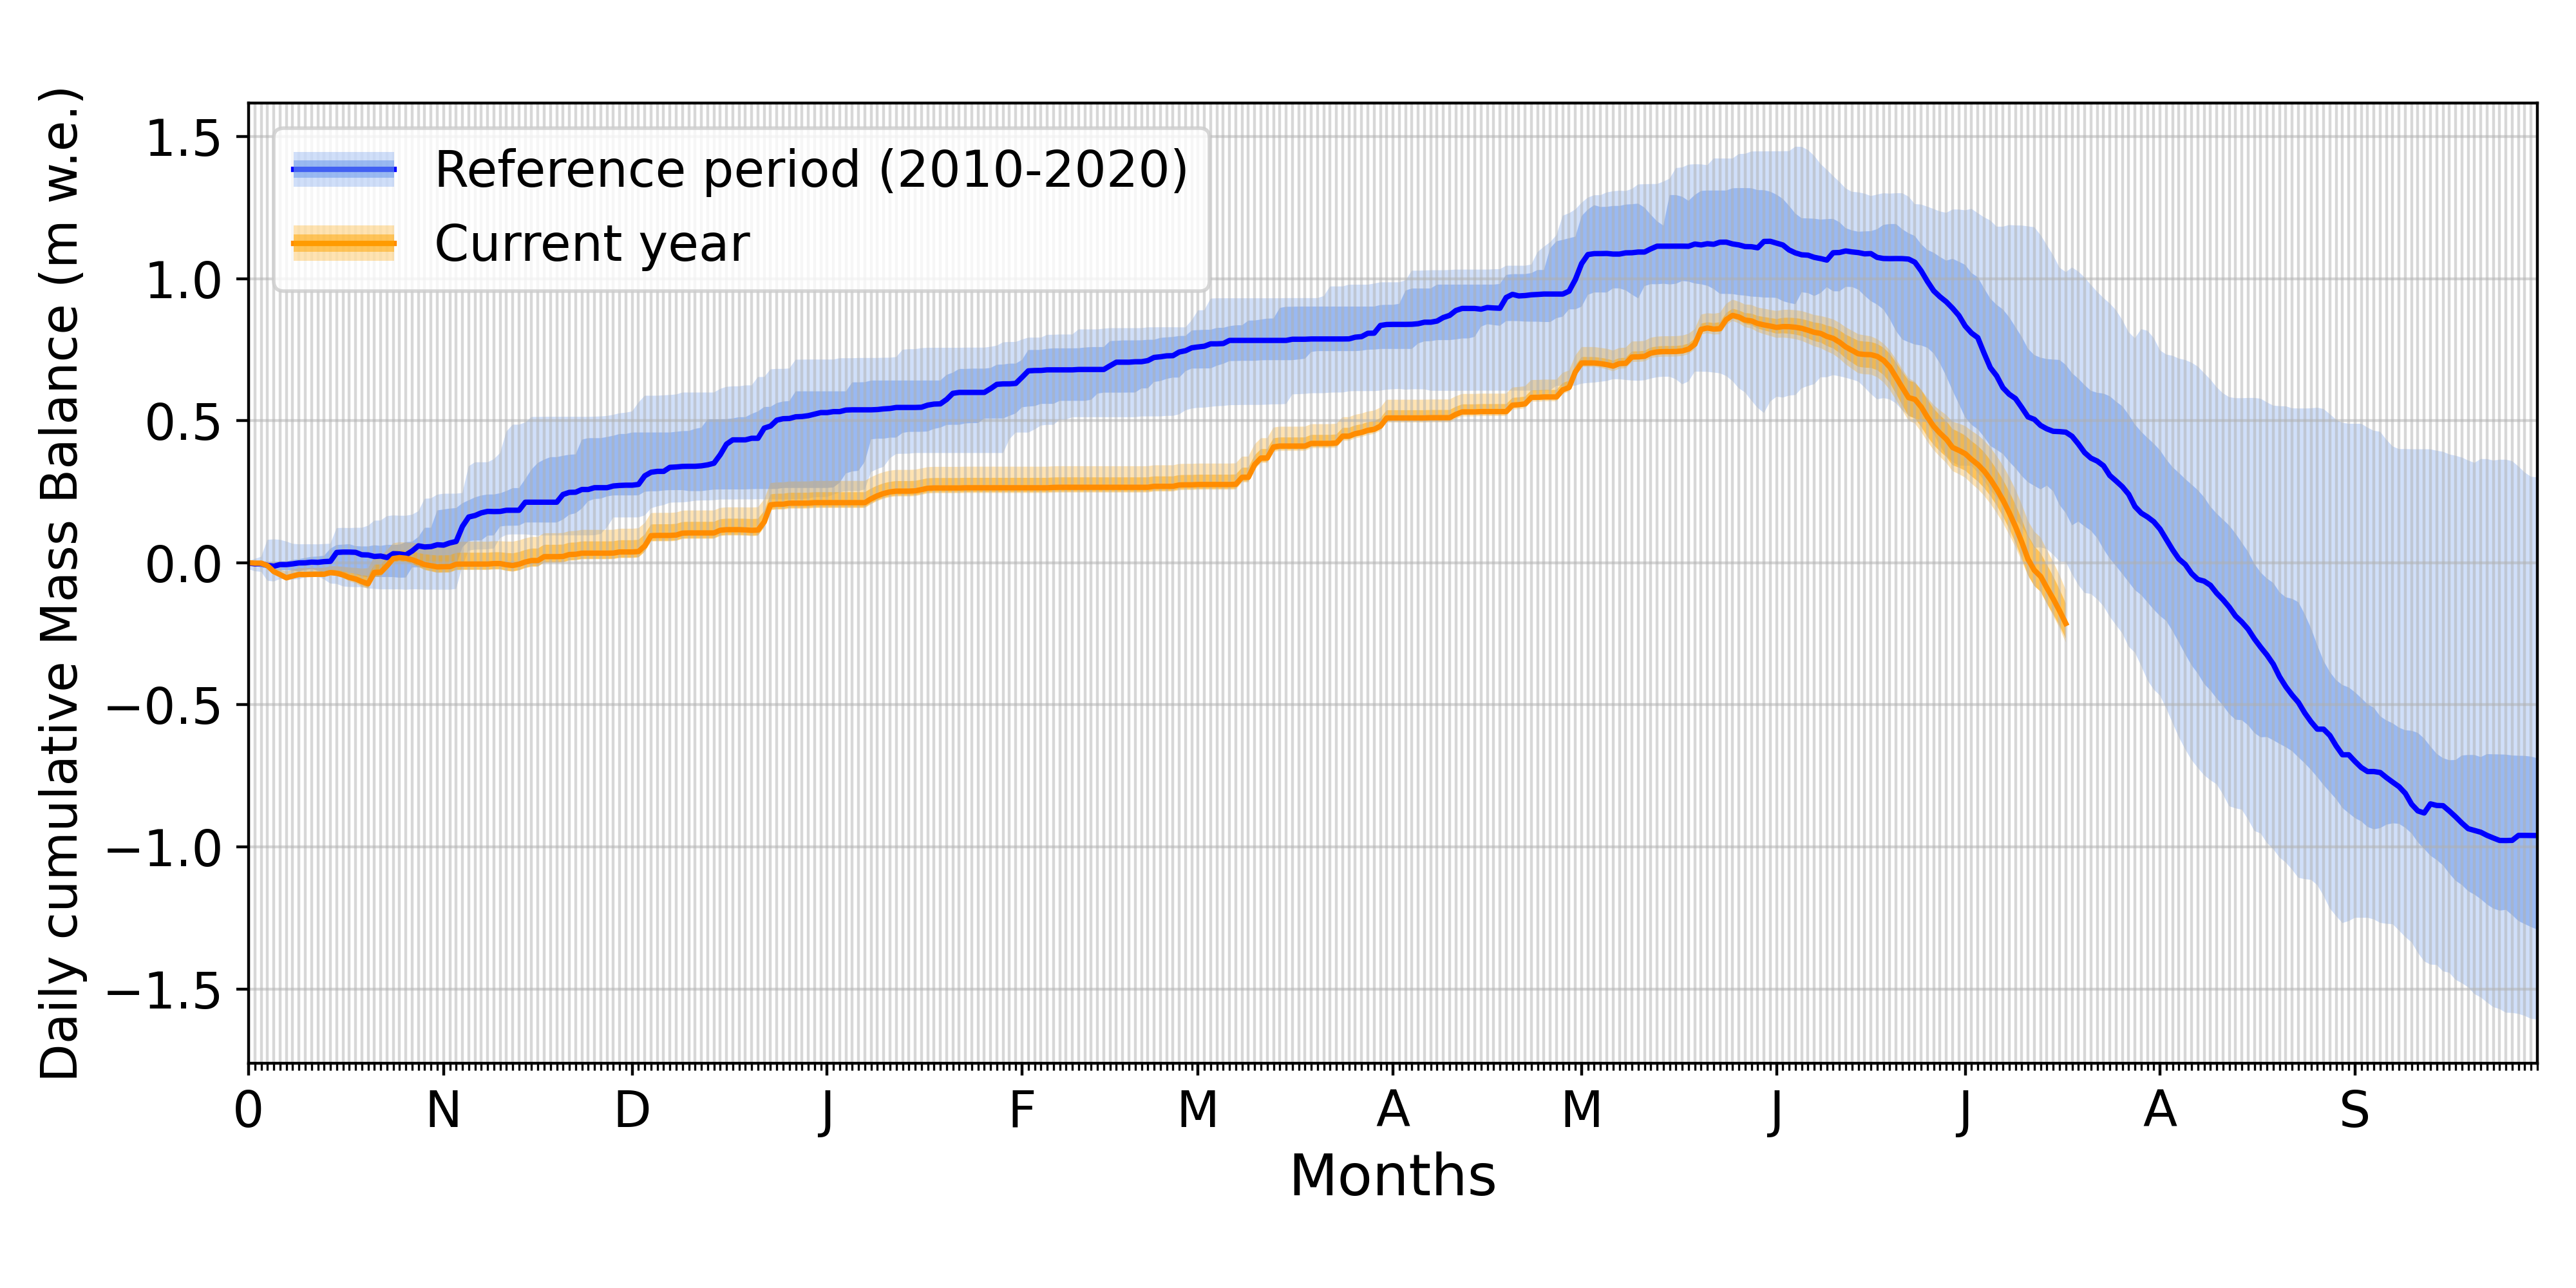 Daily cumulative Mass Balance (m w.e.)
1.5
1.0
0.5
0.0
−0.5
−1.0
−1.5
Reference period (2010-2020)
Current year
0 N D J F M A M J J A S
Months